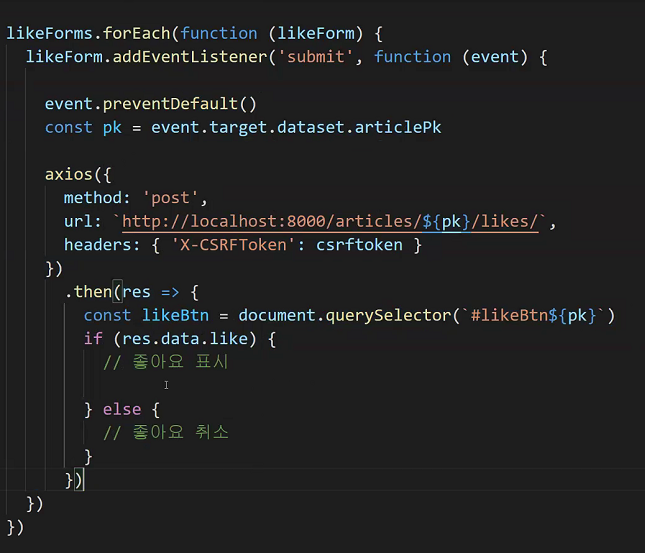 likeForms.forEach(function (likeForm) {
  likeForm.addEventListener('submit', function (event) {
    event.preventDefault()
    const pk = event.target.dataset.articlePk
    axios({
      method: 'post',
      url: `http://localhost:8000/articles/${pk}/likes/`,
      headers: { 'X-CSRFToken': csrftoken }
    })
      .then(res => {
        const likeBtn = document.querySelector(`#likeBtn${pk}`)
        if (res.data.like) {
          // 좋아요 표시
        } else {
          // 좋아요 취소
        }
      })
  })
})